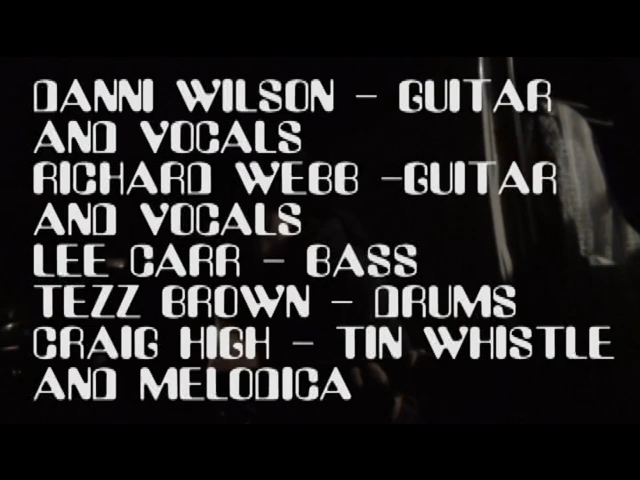 DANNI WILSON - GUITAR
AND VOCALS
RICHARD WEBB -GUITAR
AND VOCALS
LEE CARR - BASS
TEZZ BROWN - DRUMS
CRAIG HIGH - TIN WHISTLE
AND MELODICA